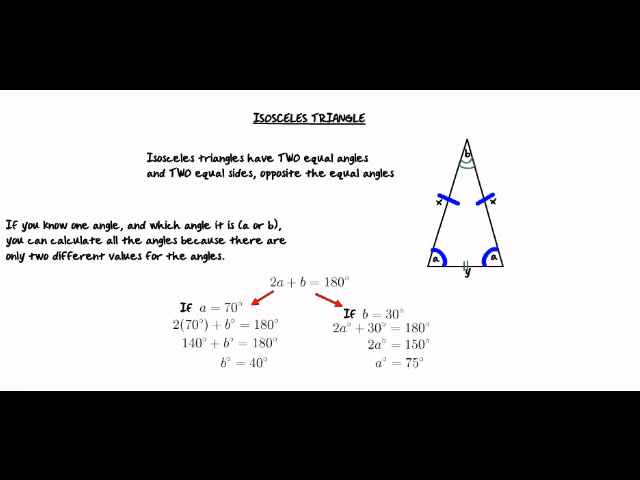 ISOSCELES TRIANGLE
Isosceles triangles have TWO equal angles
and TWO equal sides, opposite the equal angles
b
x x
a a
y
If you know one angle, and which angle it is (a or b),
you can calculate all the angles because there are
only two different values for the angles.
2a + b = 180°
If a = 70°
2(70°) + b° = 180°
140° + b° = 180°
b° = 40°
If b = 30°
2a° + 30° = 180°
2a° = 150°
a° = 75°